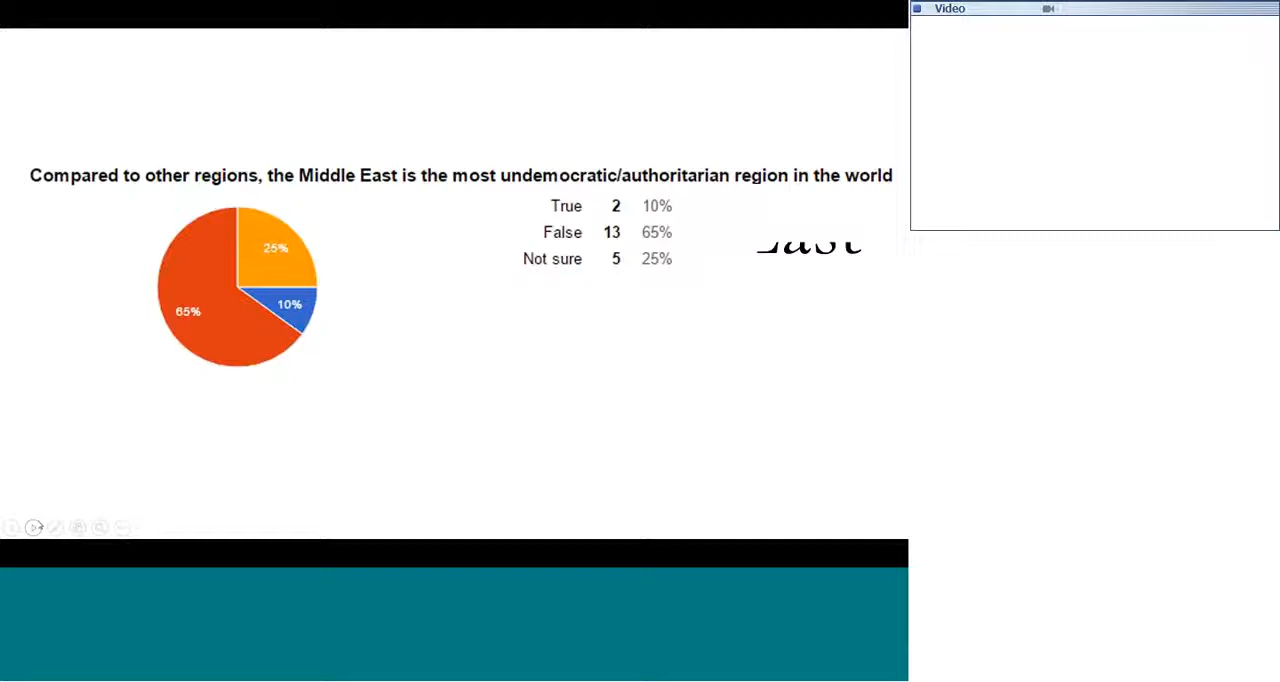 Video
Compared to other regions, the Middle East is the most undemocratic/authoritarian region in the world
True 2 10%
False 13 65%
Not sure 5 25%
25%
10%
65%